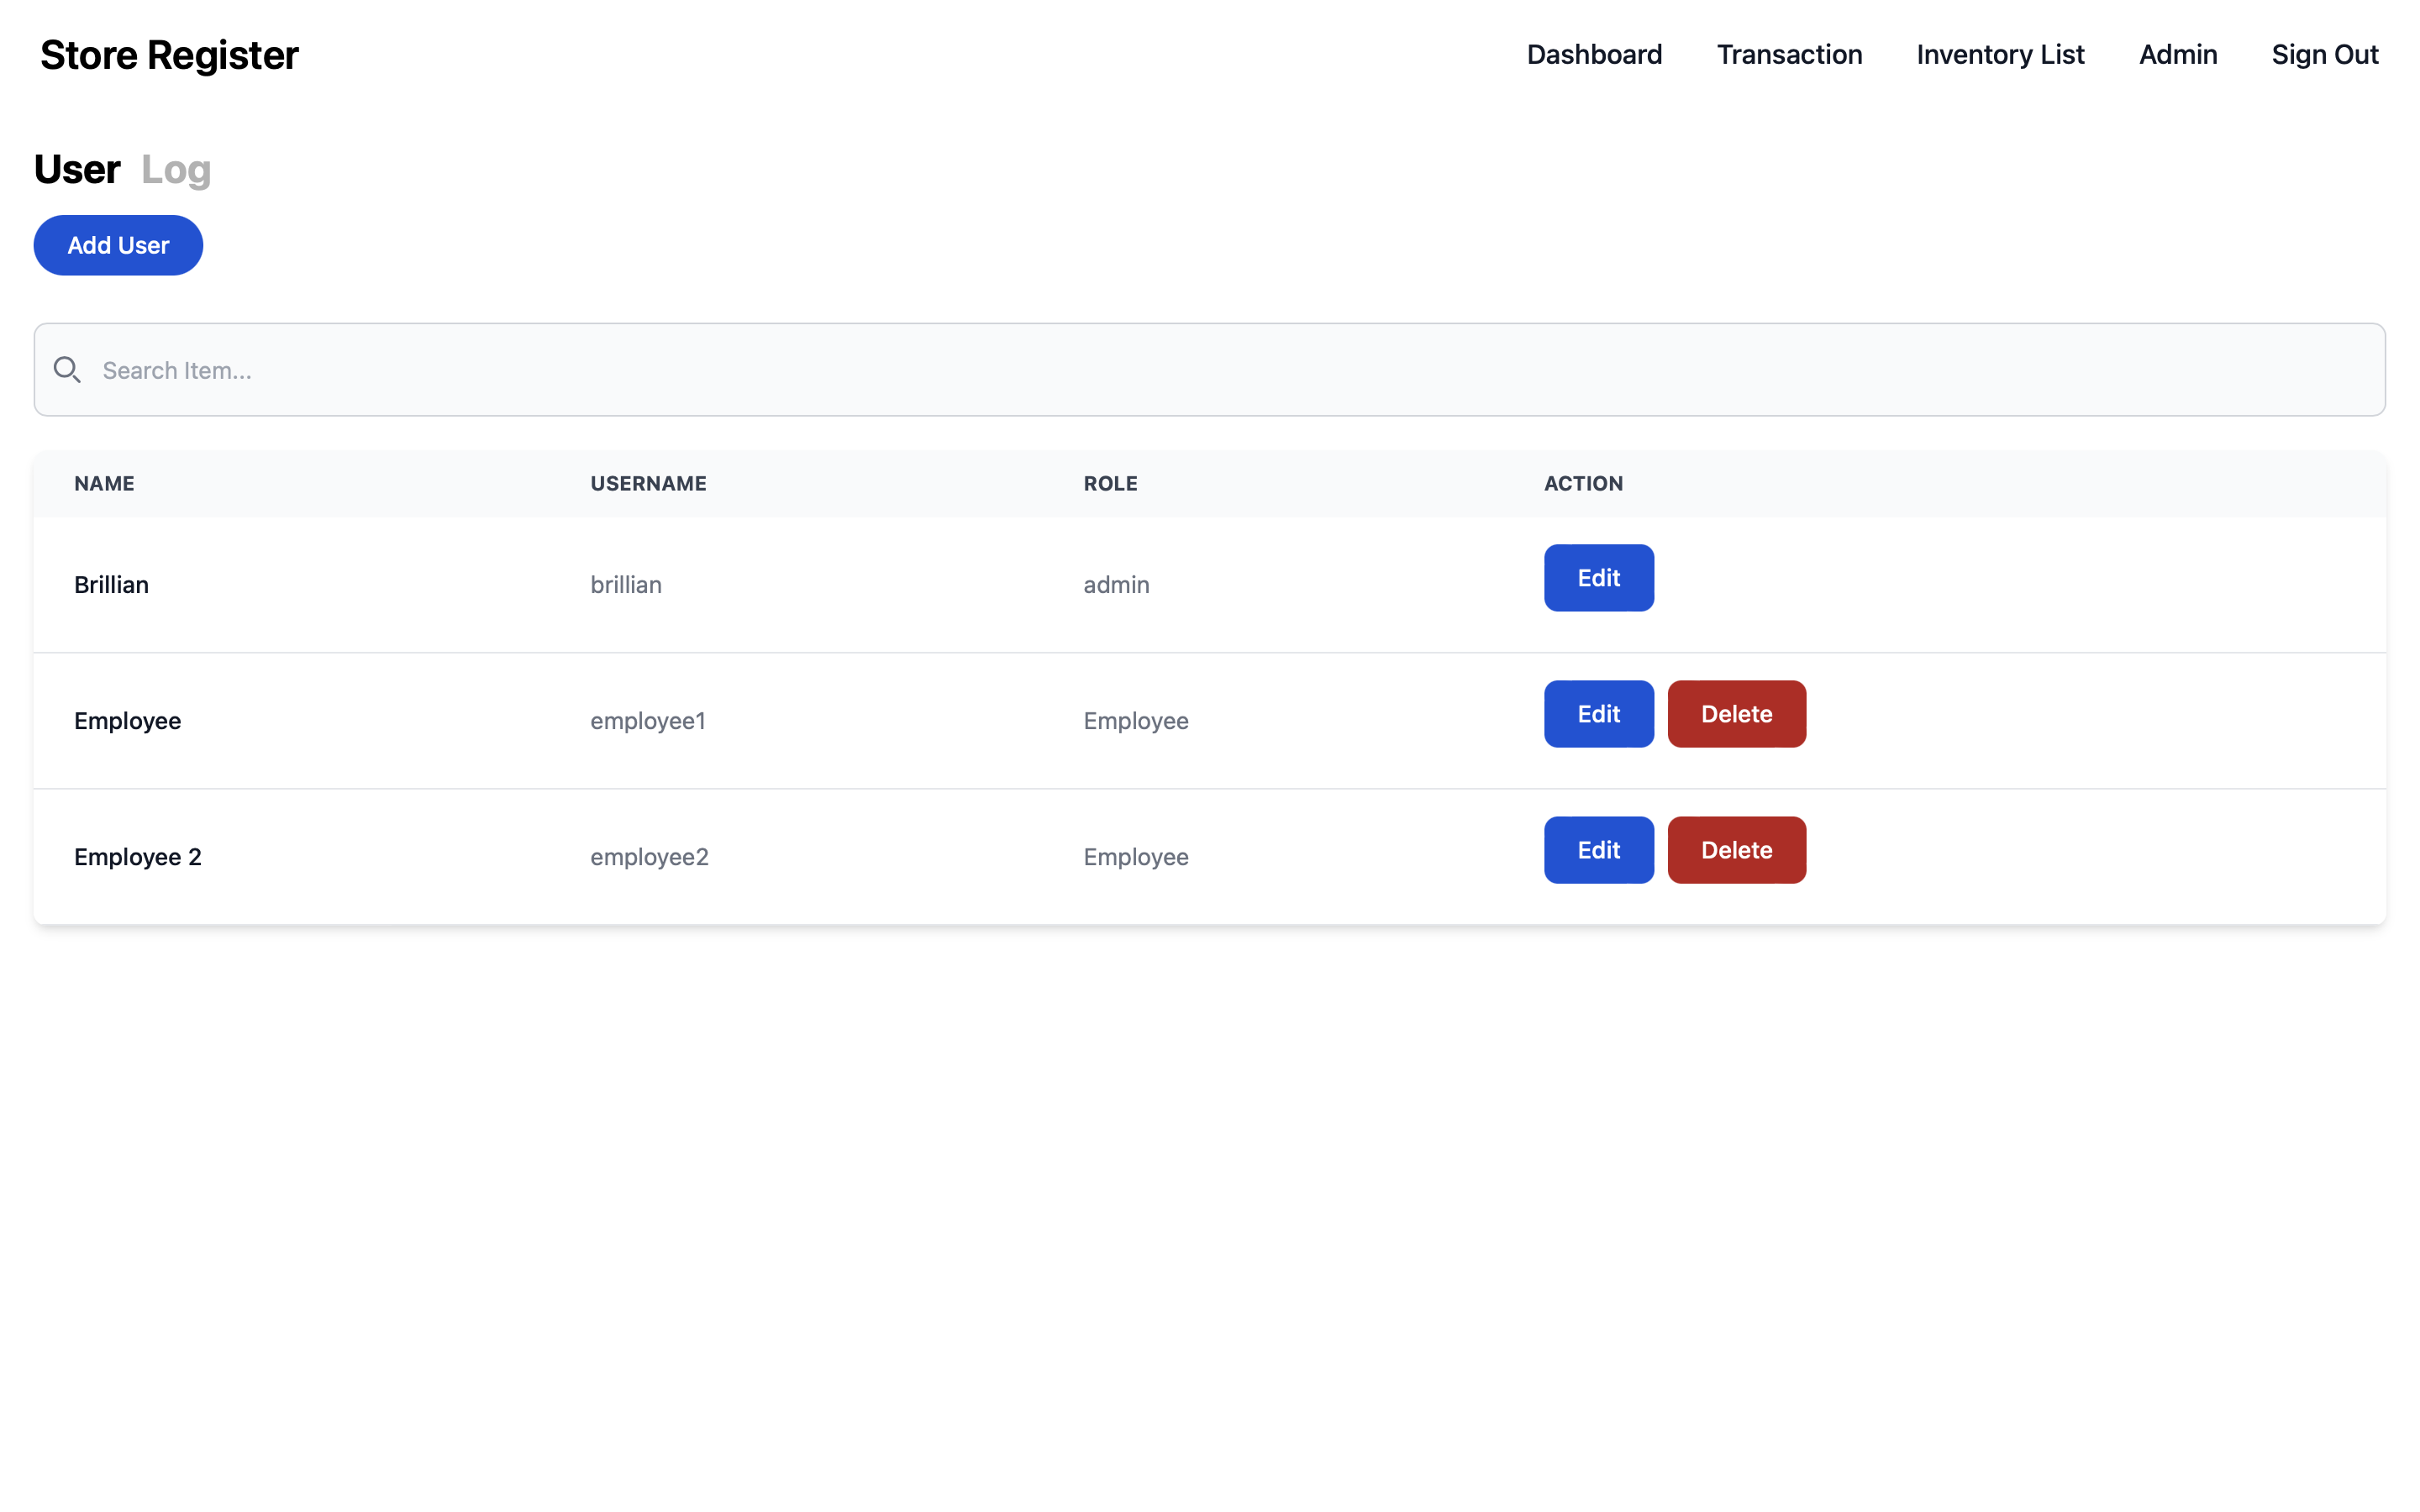 Store Register
Dashboard Transaction Inventory List Admin Sign Out
User Log
Add User
Search Item...
NAME USERNAME ROLE ACTION
Brillian brillian admin Edit
Employee employee1 Employee Edit Delete
Employee 2 employee2 Employee Edit Delete